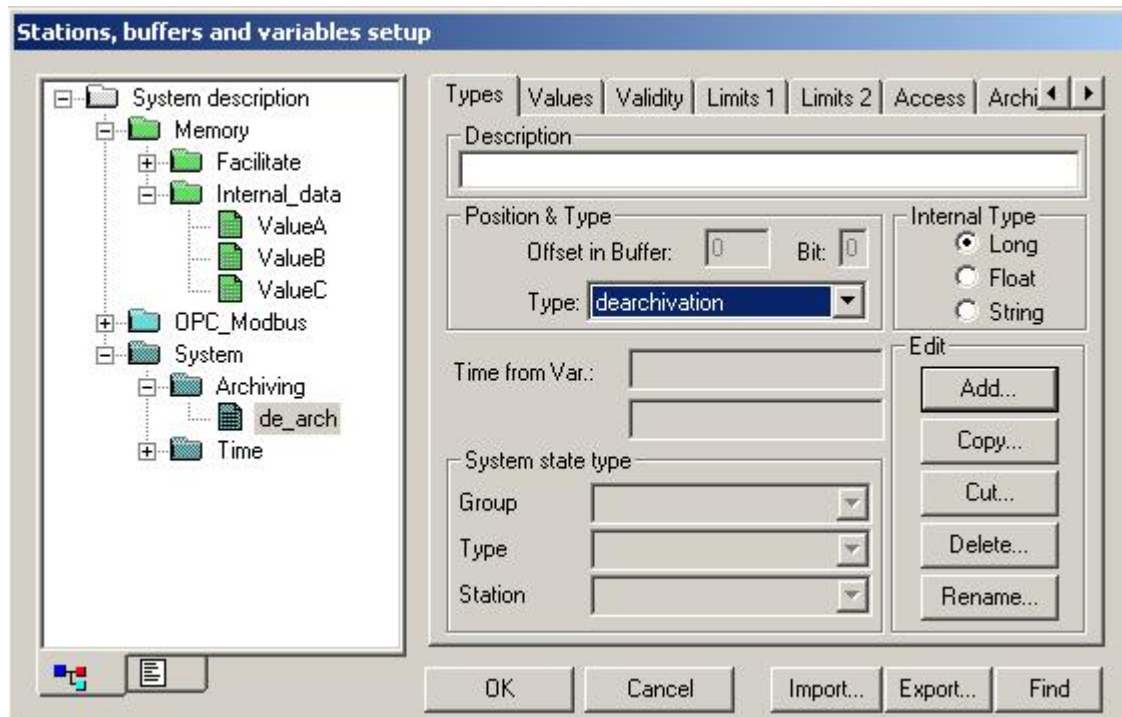 Stations, buffers and variables setup
System description
Memory
Facilitate
Internal_data
ValueA
ValueB
ValueC
OPC_Modbus
System
Archiving
de_arch
Time
Types Values Validity Limits 1 Limits 2 Access Archi
Description
Position & Type
Offset in Buffer: 0 Bit: 0
Type: dearchivation
Internal Type
Long
Float
String
Time from Var.:
System state type
Group
Type
Station
Edit
Add...
Copy...
Cut...
Delete...
Rename...
OK Cancel Import... Export... Find